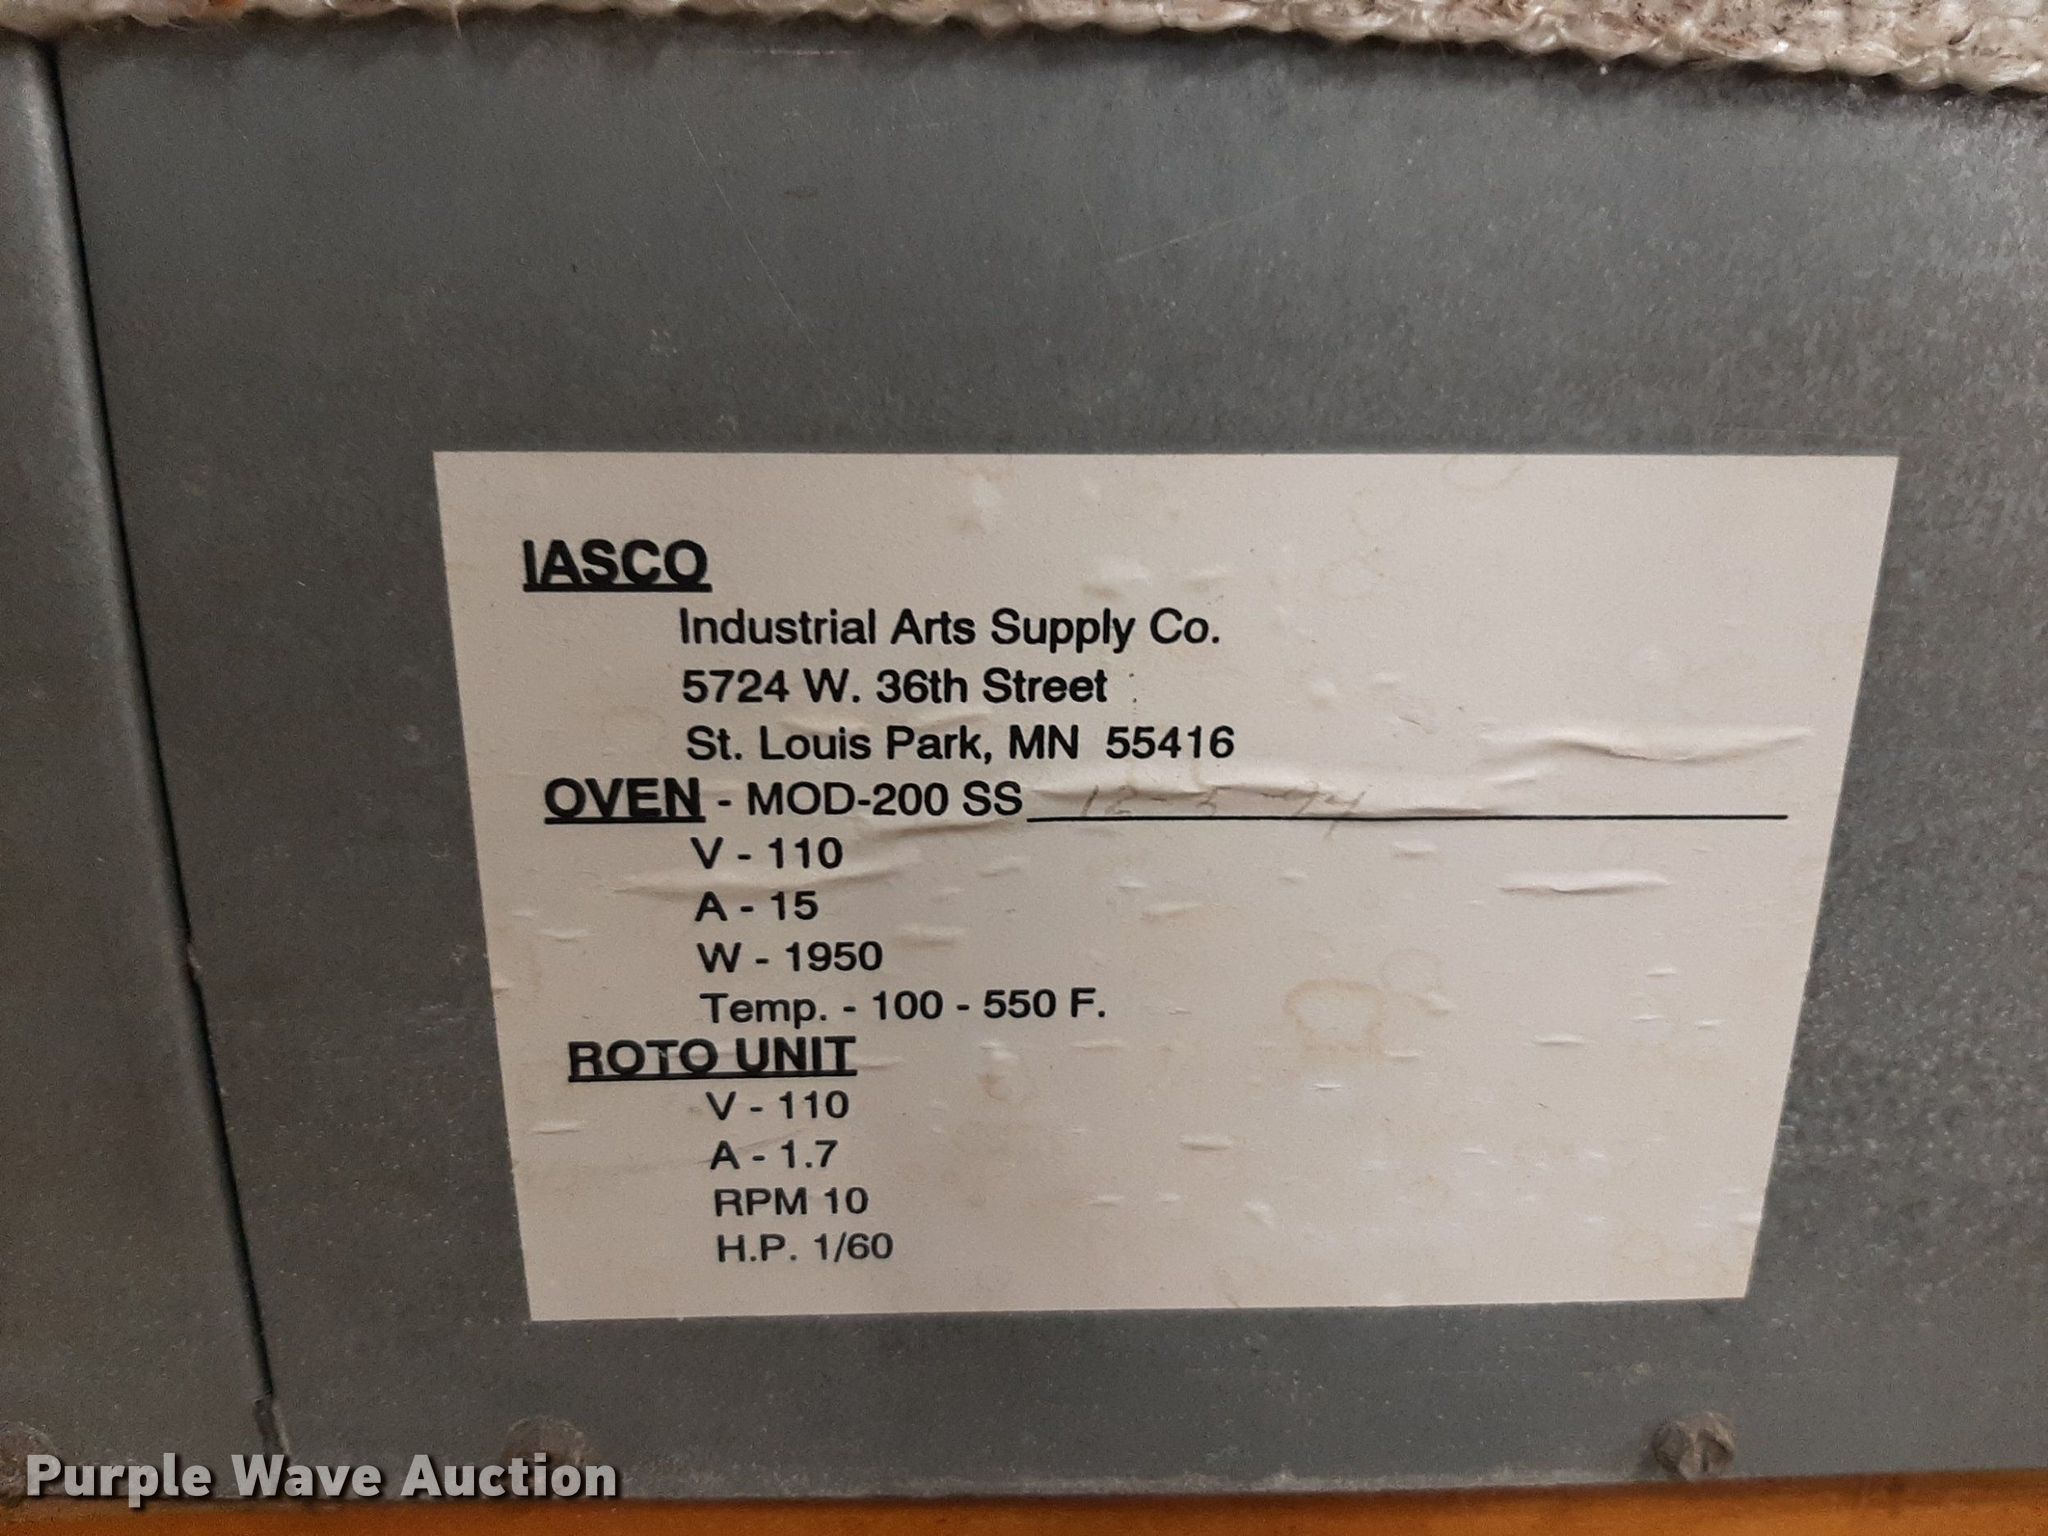 IASCO
Industrial Arts Supply Co.
5724 W. 36th Street
St. Louis Park, MN 55416
OVEN - MOD-200 SS
V - 110
A - 15
W - 1950
Temp. - 100 - 550 F.
ROTO UNIT
V - 110
A - 1.7
RPM 10
H.P. 1/60
Purple Wave Auction